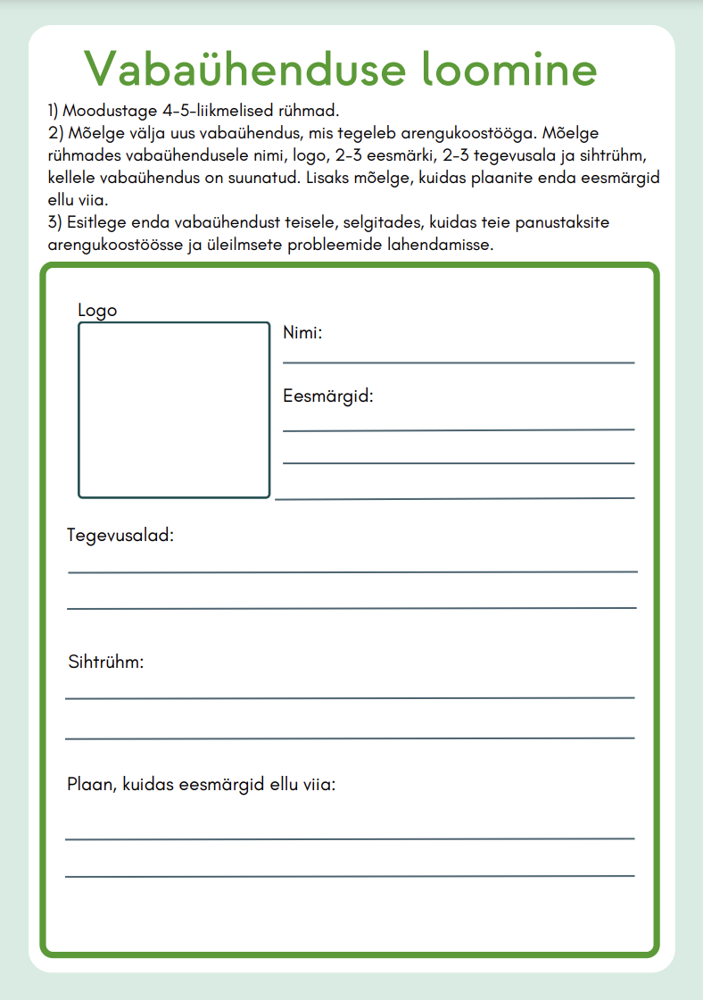 Vabaühenduse loomine
1) Moodustage 4-5-liikmelised rühmad.
2) Mõelge välja uus vabaühendus, mis tegeleb arengukoostööga. Mõelge
rühmades vabaühendusele nimi, logo, 2-3 eesmärki, 2-3 tegevusala ja sihtrühm,
kellele vabaühendus on suunatud. Lisaks mõelge, kuidas plaanite enda eesmärgid
ellu viia.
3) Esitlege enda vabaühendust teisele, selgitades, kuidas teie panustaksite
arengukoostöösse ja üleilmsete probleemide lahendamisse.
Logo
Nimi:
Eesmärgid:
Tegevusalad:
Sihtrühm:
Plaan, kuidas eesmärgid ellu viia: